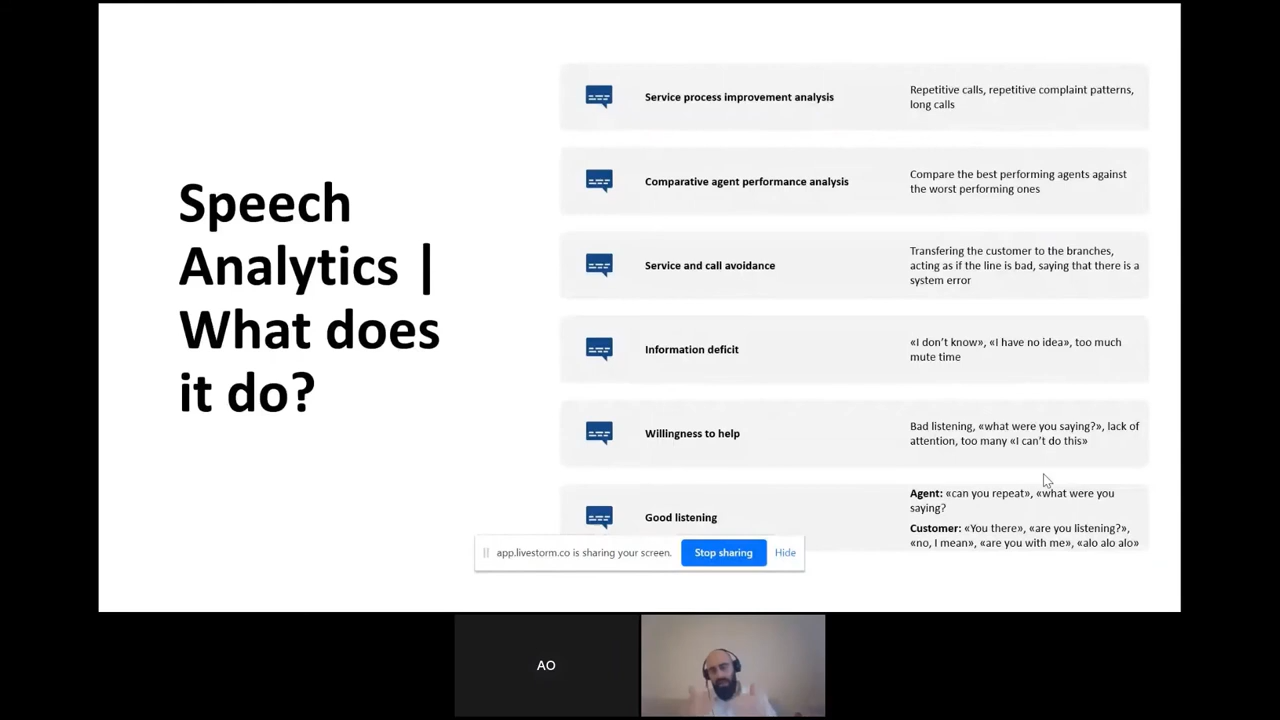 Speech
Analytics |
What does
it do?
Service process improvement analysis
Repetitive calls, repetitive complaint patterns,
long calls
Comparative agent performance analysis
Compare the best performing agents against
the worst performing ones
Service and call avoidance
Transfering the customer to the branches,
acting as if the line is bad, saying that there is a
system error
Information deficit
«I don't know», «I have no idea», too much
mute time
Willingness to help
Bad listening, «what were you saying?», lack of
attention, too many «I can't do this»
Good listening
Agent: «can you repeat», «what were you
saying?
Customer: «You there», «are you listening?»,
«no, I mean», «are you with me», «alo alo alo»
app.livestorm.co is sharing your screen.
Stop sharing
Hide
AO